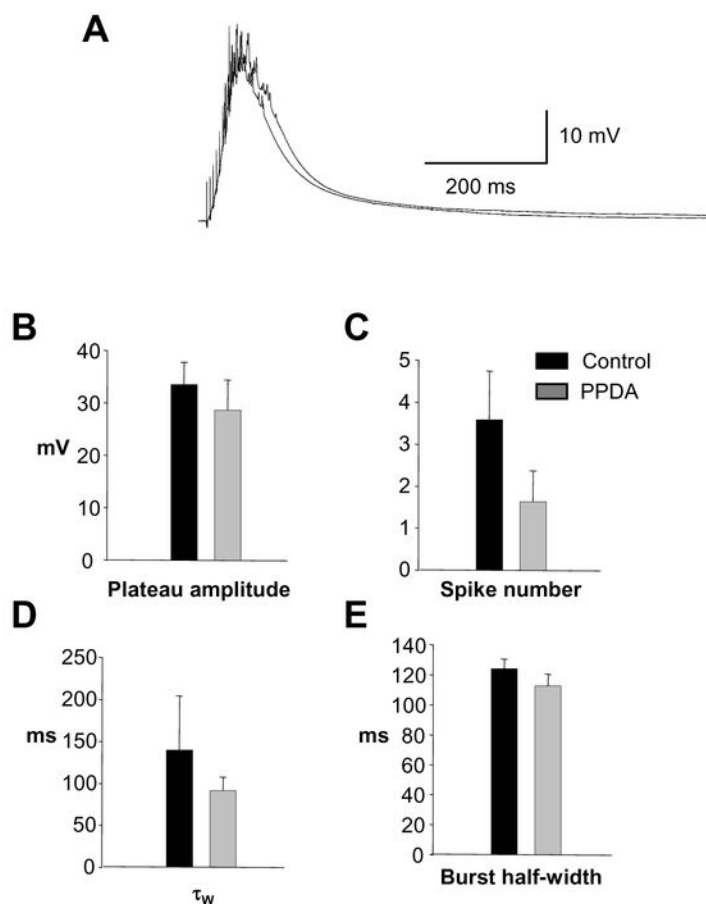 A
10 mV
200 ms
B
40
30
mV
20
10
0
Plateau amplitude
C
5
4
3
2
1
0
Control
PPDA
Spike number
D
250
200
ms
150
100
50
0
τw
E
140
120
100
ms
80
60
40
20
0
Burst half-width